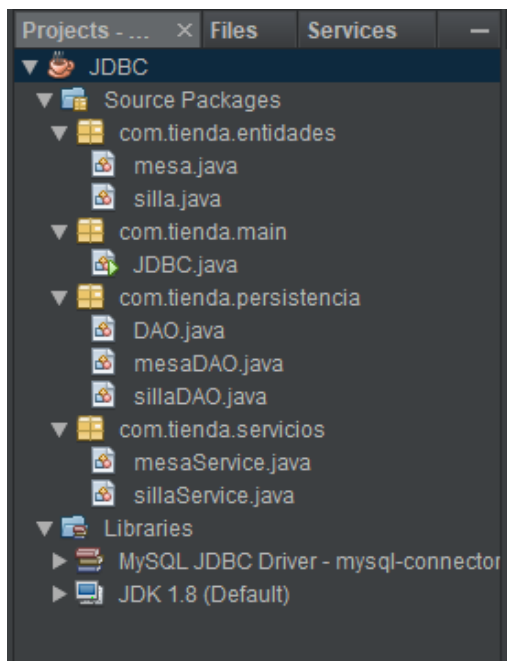 Projects - ... × Files Services
JDBC
Source Packages
com.tienda.entidades
mesa.java
silla.java
com.tienda.main
JDBC.java
com.tienda.persistencia
DAO.java
mesaDAO.java
sillaDAO.java
com.tienda.servicios
mesaService.java
sillaService.java
Libraries
MySQL JDBC Driver - mysql-connector
JDK 1.8 (Default)